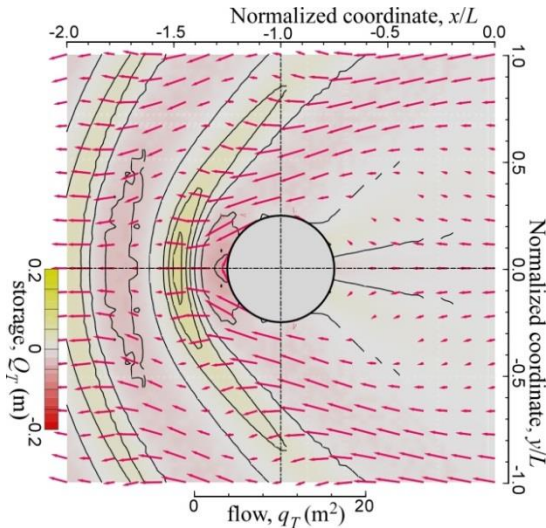 Normalized coordinate, x/L
-2.0 -1.5 -1.0 -0.5 0.0
1.0
0.5
0.0
-0.5
-1.0
Normalized coordinate, y/L
0.2
0
-0.2
storage, Q_T (m)
0 20
flow, q_T (m²)